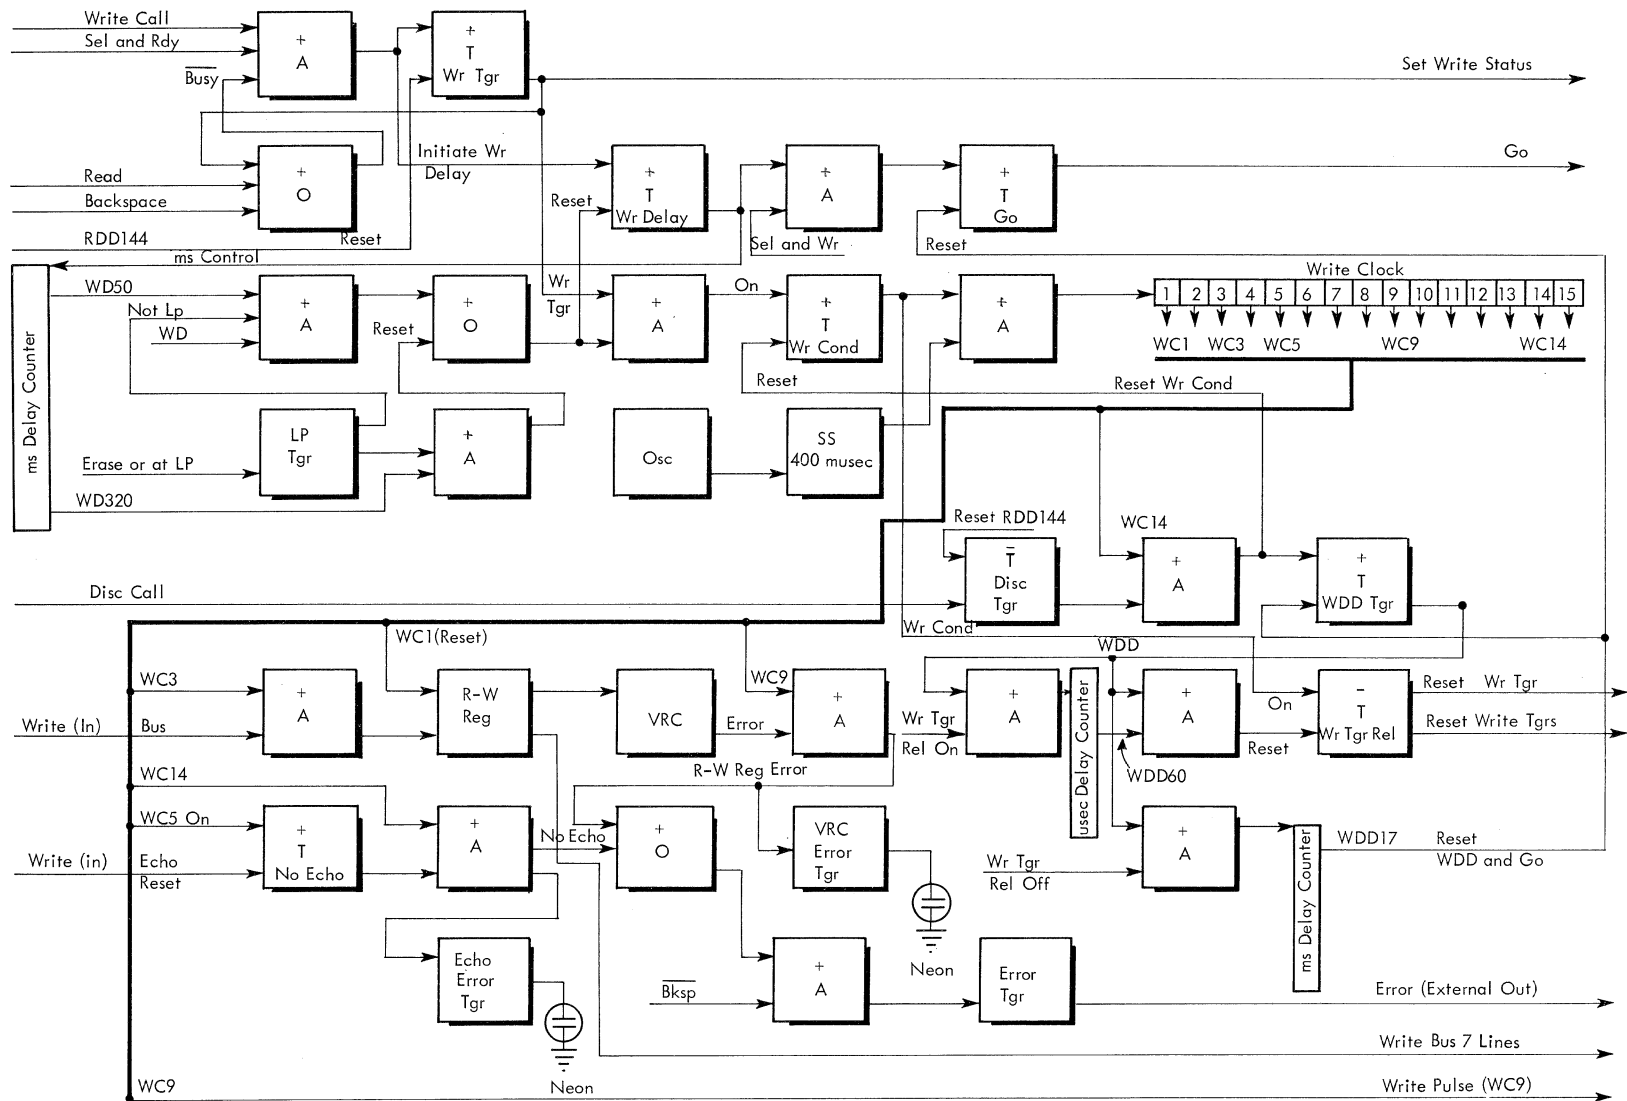 Write Call
Sel and Rdy
Busy
+
A
+
T
Wr Tgr
Set Write Status
Read
Backspace
+
O
Initiate Wr
Delay
Reset
+
T
Wr Delay
+
A
Sel and Wr
+
T
Go
Reset
Go
RDD144
Reset
ms Control
ms Delay Counter
WD50
Not Lp
WD
+
A
Reset
+
O
Wr
Tgr
+
A
On
+
T
Wr Cond
Reset
+
A
Write Clock
1 2 3 4 5 6 7 8 9 10 11 12 13 14 15
WC1 WC3 WC5 WC9 WC14
Reset Wr Cond
Erase or at LP
WD320
LP
Tgr
+
A
Osc
SS
400 musec
Reset RDD144
T
Disc
Tgr
WC14
+
A
+
T
WDD Tgr
Disc Call
Wr Cond
WDD
WC1(Reset)
WC3
Write (In) Bus
+
A
R-W
Reg
VRC
Error
WC9
+
A
Wr Tgr
Rel On
+
A
usec Delay Counter
WDD60
+
A
On
Reset
-
T
Wr Tgr Rel
Reset Wr Tgr
Reset Write Tgrs
R-W Reg Error
WC14
WC5 On
Write (in) Echo
Reset
+
T
No Echo
+
A
No Echo
+
O
VRC
Error
Tgr
Neon
Wr Tgr
Rel Off
+
A
ms Delay Counter
WDD17 Reset
WDD and Go
Echo
Error
Tgr
Neon
Bksp
+
A
Error
Tgr
Error (External Out)
Write Bus 7 Lines
WC9
Write Pulse (WC9)